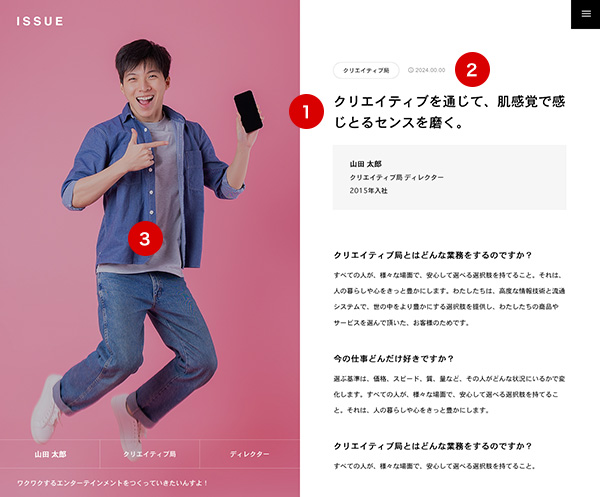 ISSUE
山田 太郎
クリエイティブ局
ディレクター
ワクワクするエンターテインメントをつくっていきたいんすよ！
3
クリエイティブ局
2024.00.00
2
1
クリエイティブを通じて、肌感覚で感
じとるセンスを磨く。
山田 太郎
クリエイティブ局 ディレクター
2015年入社
クリエイティブ局とはどんな業務をするのですか？
すべての人が、様々な場面で、安心して選べる選択肢を持てること。それは、
人の暮らしや心をきっと豊かにします。わたしたちは、高度な情報技術と流通
システムで、世の中をより豊かにする選択肢を提供し、わたしたちの商品や
サービスを選んで頂いた、お客様のためです。
今の仕事どんだけ好きですか？
選ぶ基準は、価格、スピード、質、量など、その人がどんな状況にいるかで変
化します。すべての人が、様々な場面で、安心して選べる選択肢を持てるこ
と。それは、人の暮らしや心をきっと豊かにします。
クリエイティブ局とはどんな業務をするのですか？
すべての人が、様々な場面で、安心して選べる選択肢を持てること。